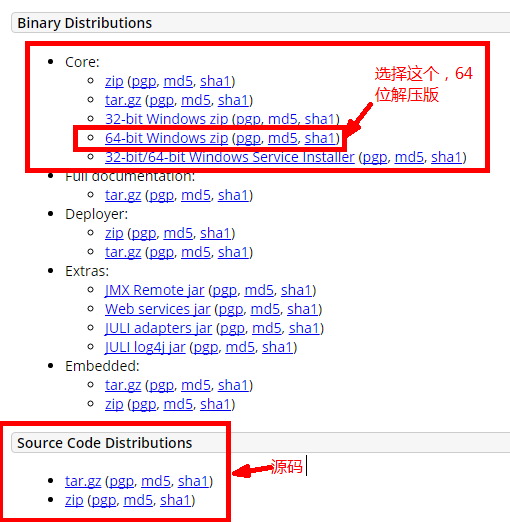 Binary Distributions
Core:
zip (pgp, md5, sha1)
tar.gz (pgp, md5, sha1)
32-bit Windows zip (pgp, md5, sha1)
64-bit Windows zip (pgp, md5, sha1)
32-bit/64-bit Windows Service Installer (pgp, md5, sha1)
选择这个，64
位解压版
Full documentation:
tar.gz (pgp, md5, sha1)
Deployer:
zip (pgp, md5, sha1)
tar.gz (pgp, md5, sha1)
Extras:
JMX Remote jar (pgp, md5, sha1)
Web services jar (pgp, md5, sha1)
JULI adapters jar (pgp, md5, sha1)
JULI log4j jar (pgp, md5, sha1)
Embedded:
tar.gz (pgp, md5, sha1)
zip (pgp, md5, sha1)
Source Code Distributions
源码
tar.gz (pgp, md5, sha1)
zip (pgp, md5, sha1)